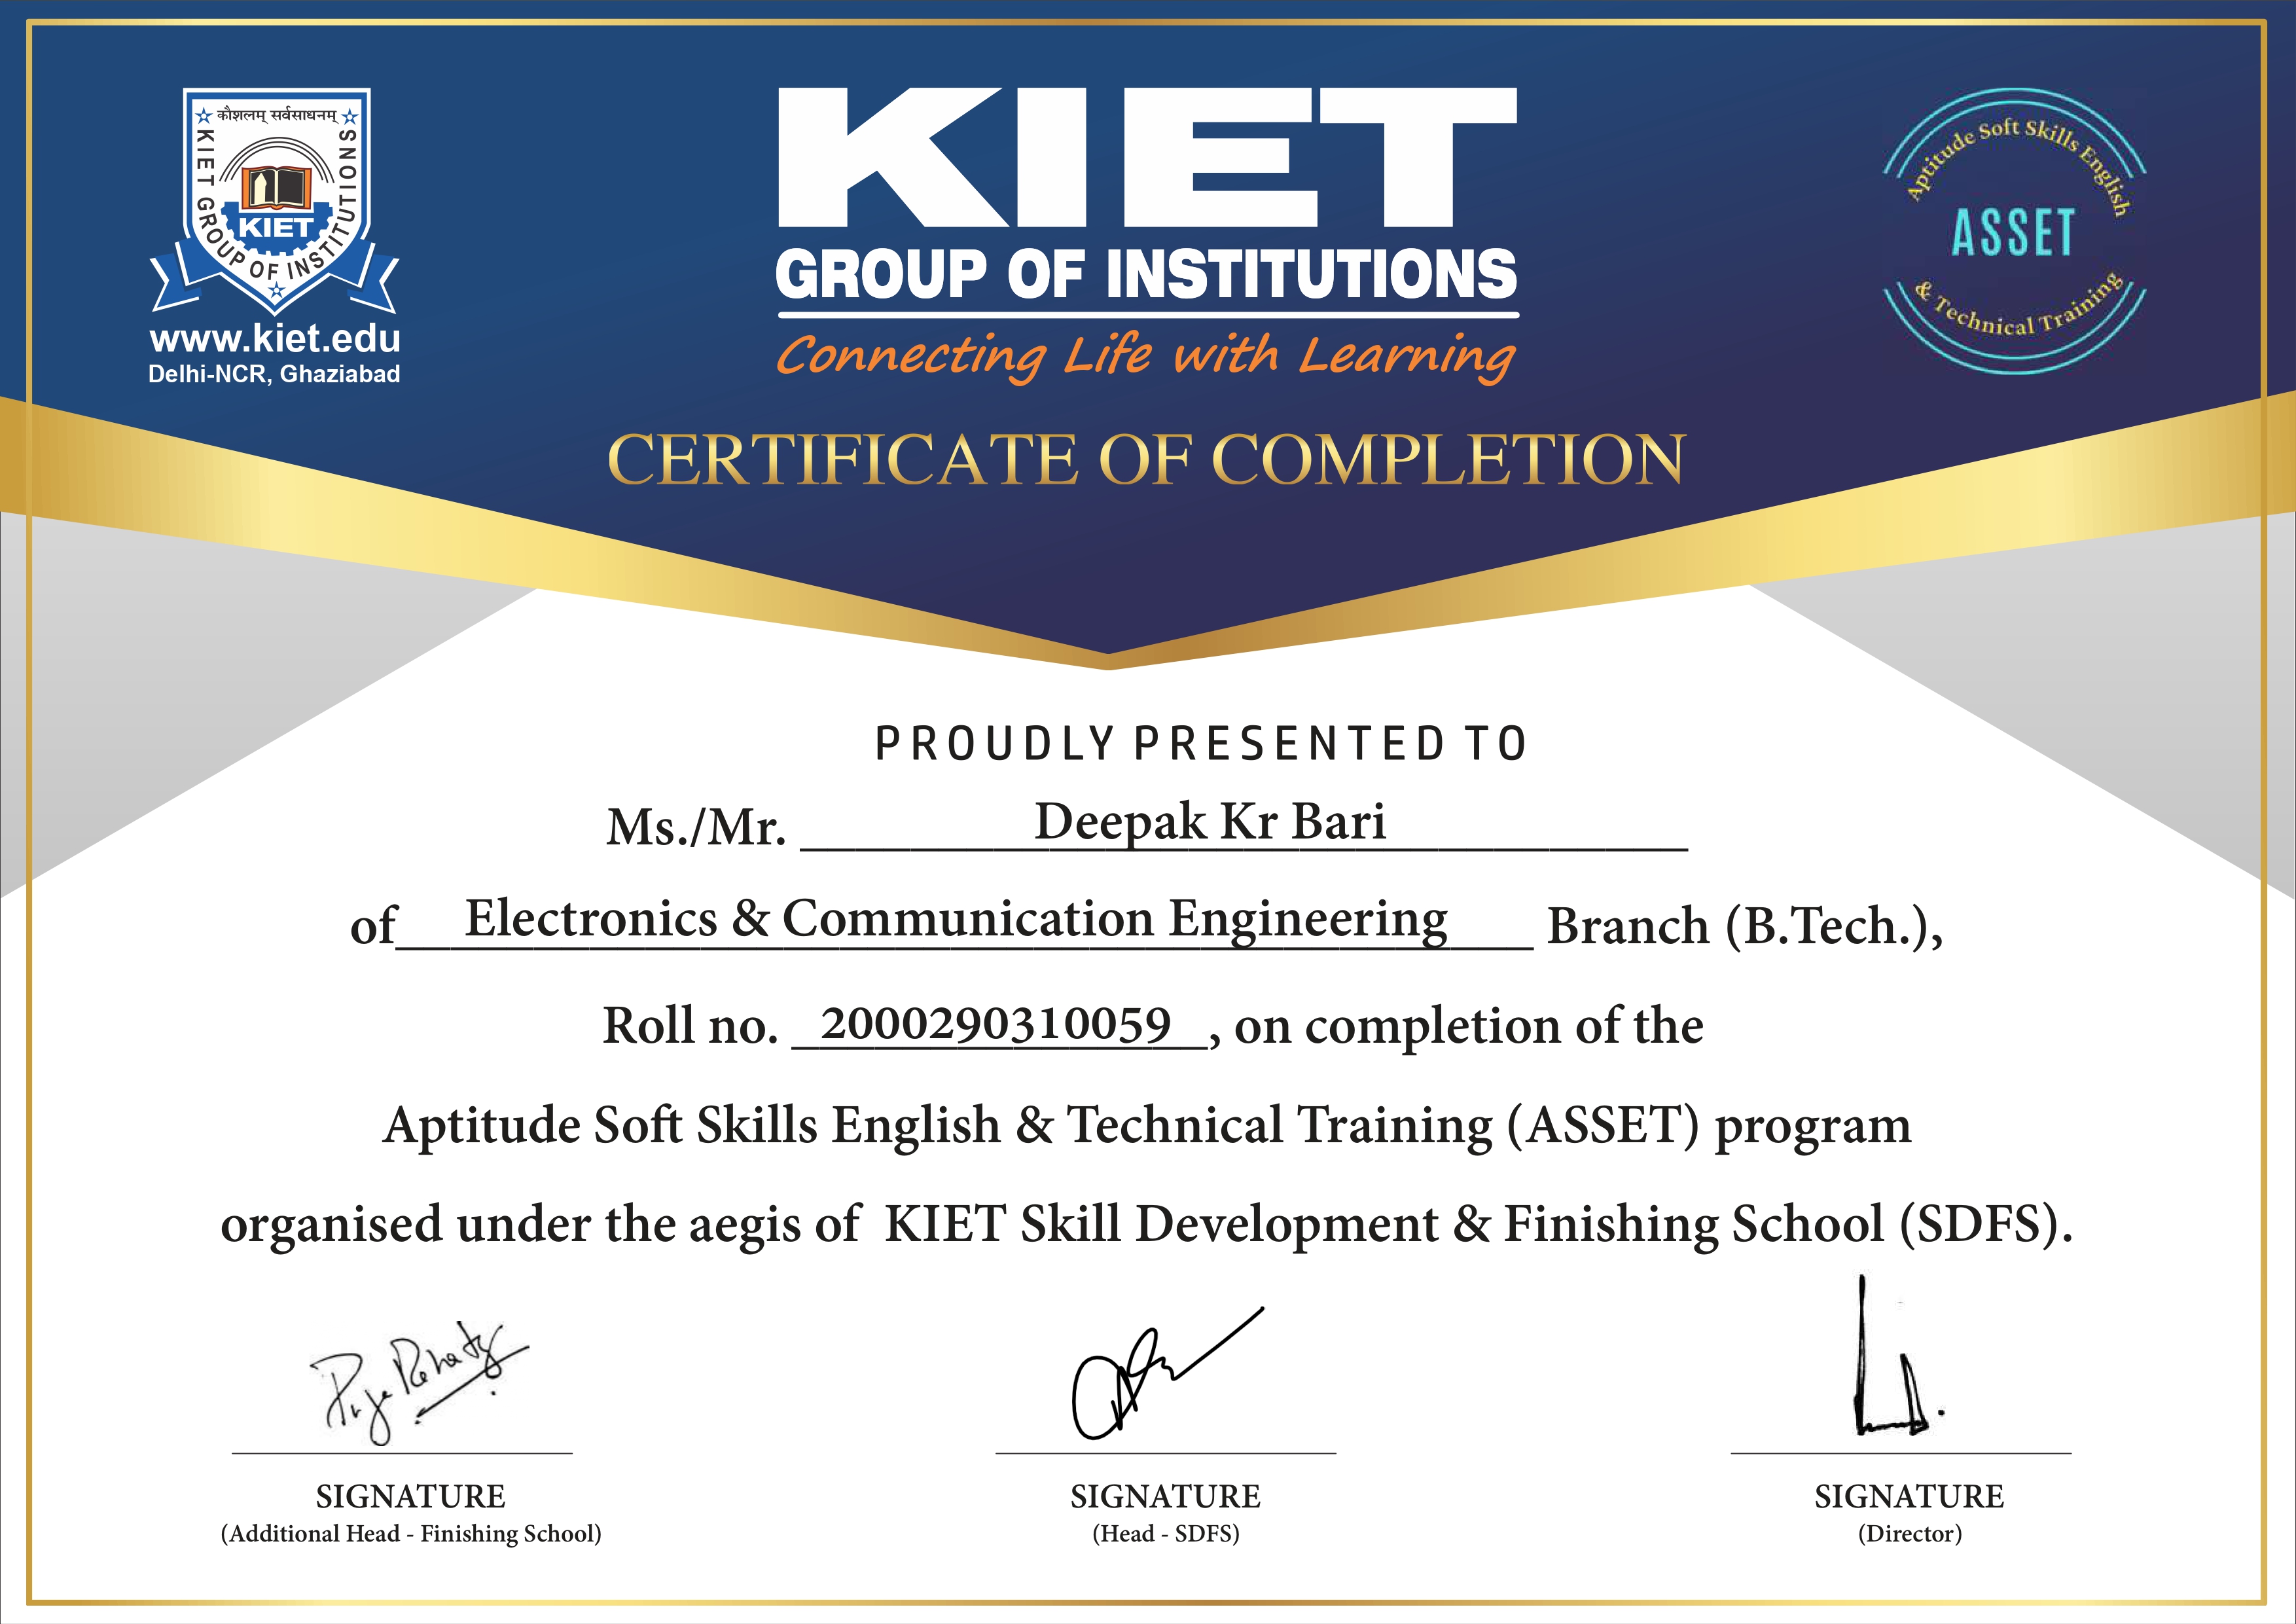 कौशलम् सर्वसाधनम्
KIET GROUP OF INSTITUTIONS
KIET
www.kiet.edu
Delhi-NCR, Ghaziabad
KIET
GROUP OF INSTITUTIONS
Connecting Life with Learning
Aptitude Soft Skills English
ASSET
& Technical Training
CERTIFICATE OF COMPLETION
PROUDLY PRESENTED TO
Ms./Mr. Deepak Kr Bari
of Electronics & Communication Engineering Branch (B.Tech.),
Roll no. 2000290310059, on completion of the
Aptitude Soft Skills English & Technical Training (ASSET) program
organised under the aegis of KIET Skill Development & Finishing School (SDFS).
SIGNATURE
(Additional Head - Finishing School)
SIGNATURE
(Head - SDFS)
SIGNATURE
(Director)